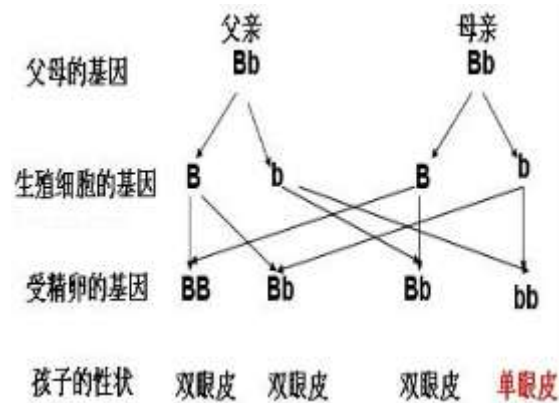 父亲 母亲
父母的基因 Bb Bb
生殖细胞的基因 B b B b
受精卵的基因 BB Bb Bb bb
孩子的性状 双眼皮 双眼皮 双眼皮 单眼皮